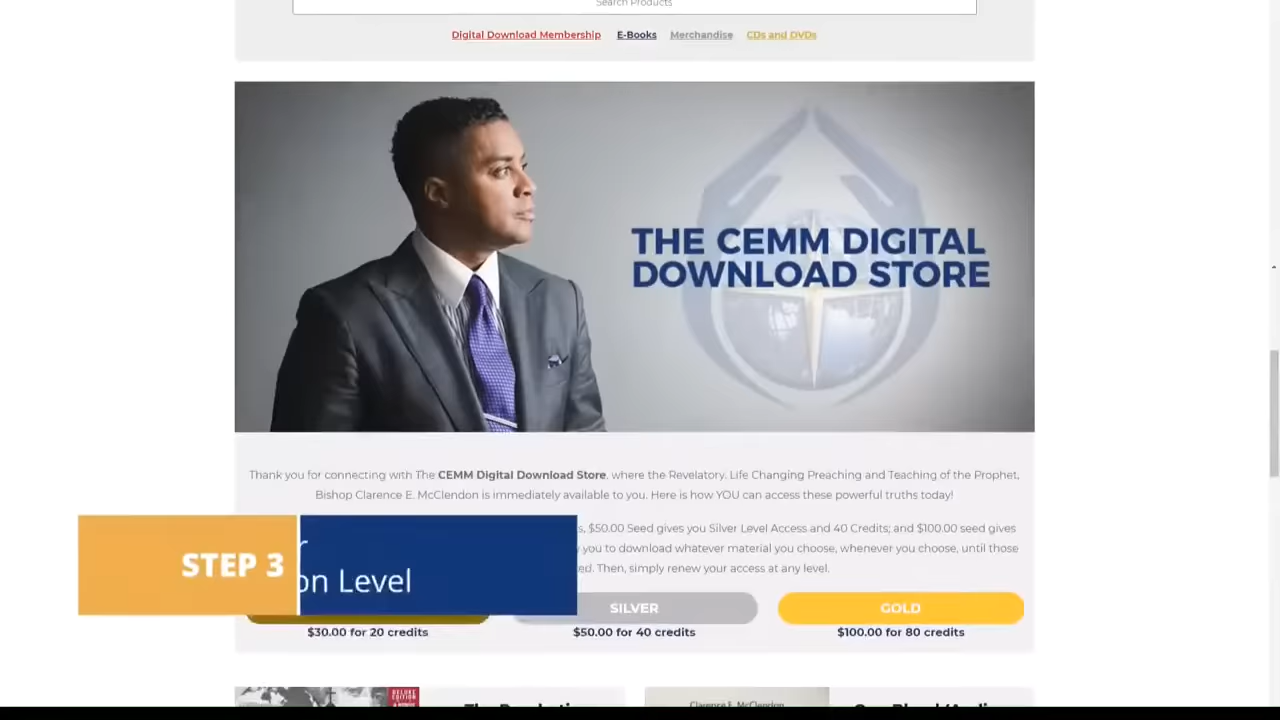 Search Products
Digital Download Membership E-Books Merchandise CDs and DVDs
THE CEMM DIGITAL
DOWNLOAD STORE
Thank you for connecting with The CEMM Digital Download Store, where the Revelatory, Life Changing Preaching and Teaching of the Prophet,
Bishop Clarence E. McClendon is immediately available to you. Here is how YOU can access these powerful truths today!
$50.00 Seed gives you Silver Level Access and 40 Credits; and $100.00 seed gives
you to download whatever material you choose, whenever you choose, until those
Then, simply renew your access at any level.
STEP 3
on Level
SILVER GOLD
$30.00 for 20 credits $50.00 for 40 credits $100.00 for 80 credits
DELUXE
EDITION
Clarence E. McClendon